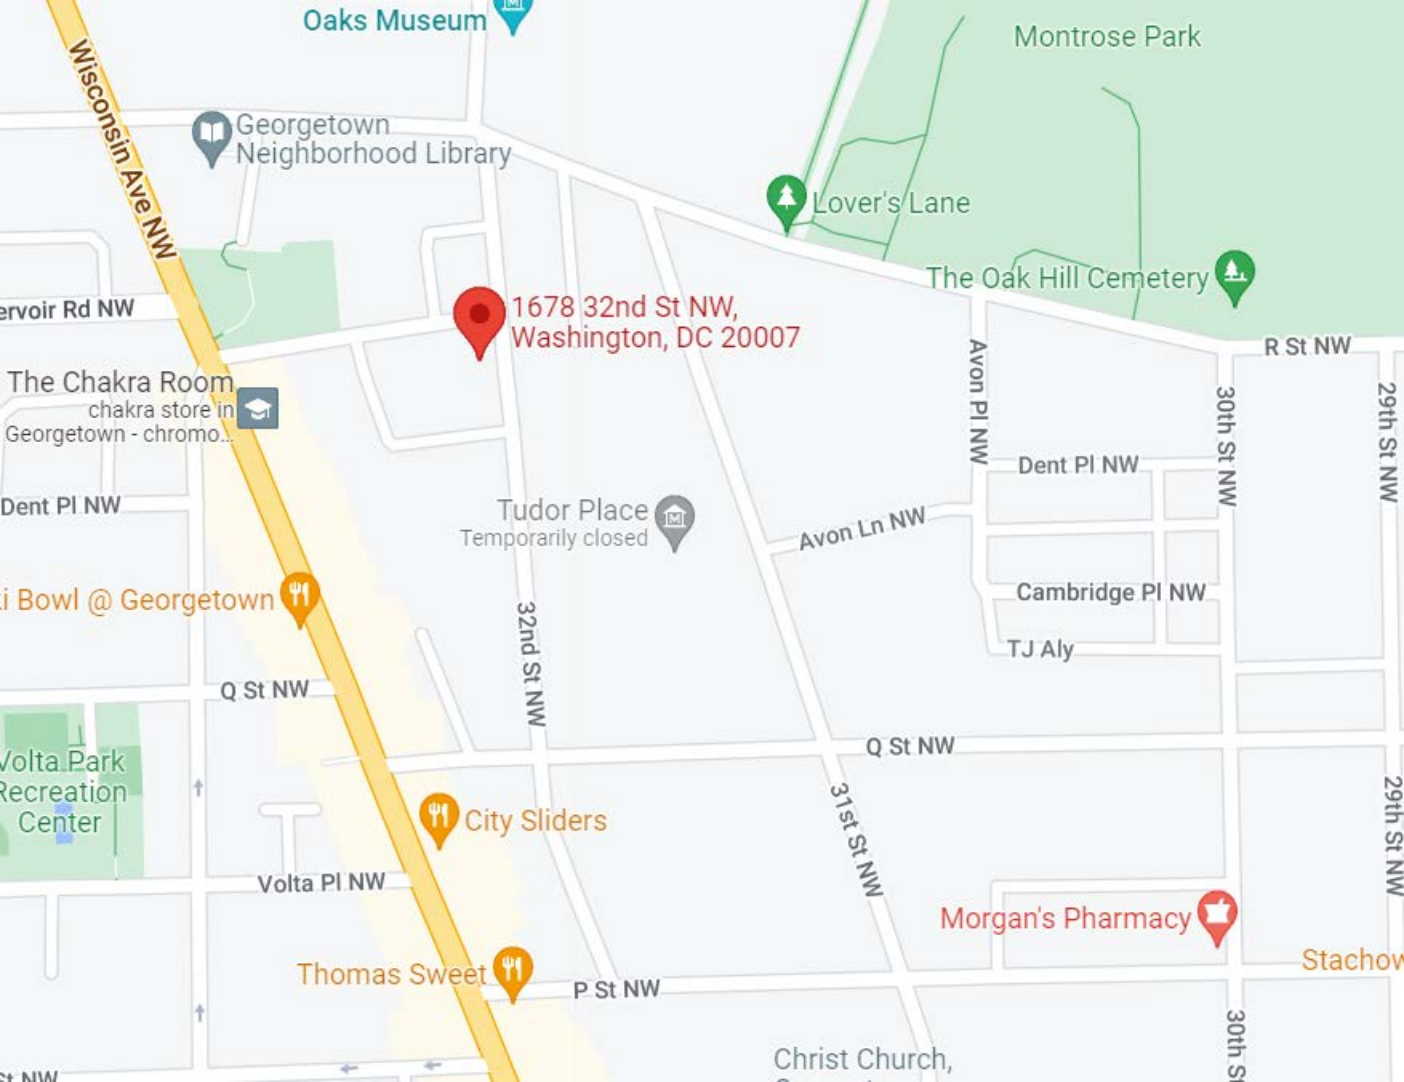 Oaks Museum
Montrose Park
Wisconsin Ave NW
Georgetown
Neighborhood Library
Lover's Lane
The Oak Hill Cemetery
ervoir Rd NW
1678 32nd St NW,
Washington, DC 20007
R St NW
The Chakra Room
chakra store in
Georgetown - chromo...
Avon Pl NW
30th St NW
29th St NW
Dent Pl NW
Dent Pl NW
Tudor Place
Temporarily closed
Avon Ln NW
i Bowl @ Georgetown
Cambridge Pl NW
32nd St NW
TJ Aly
Q St NW
Q St NW
Volta Park
Recreation
Center
City Sliders
31st St NW
29th St NW
Volta Pl NW
Morgan's Pharmacy
Thomas Sweet
P St NW
Stachow
30th S
Christ Church,
St NW